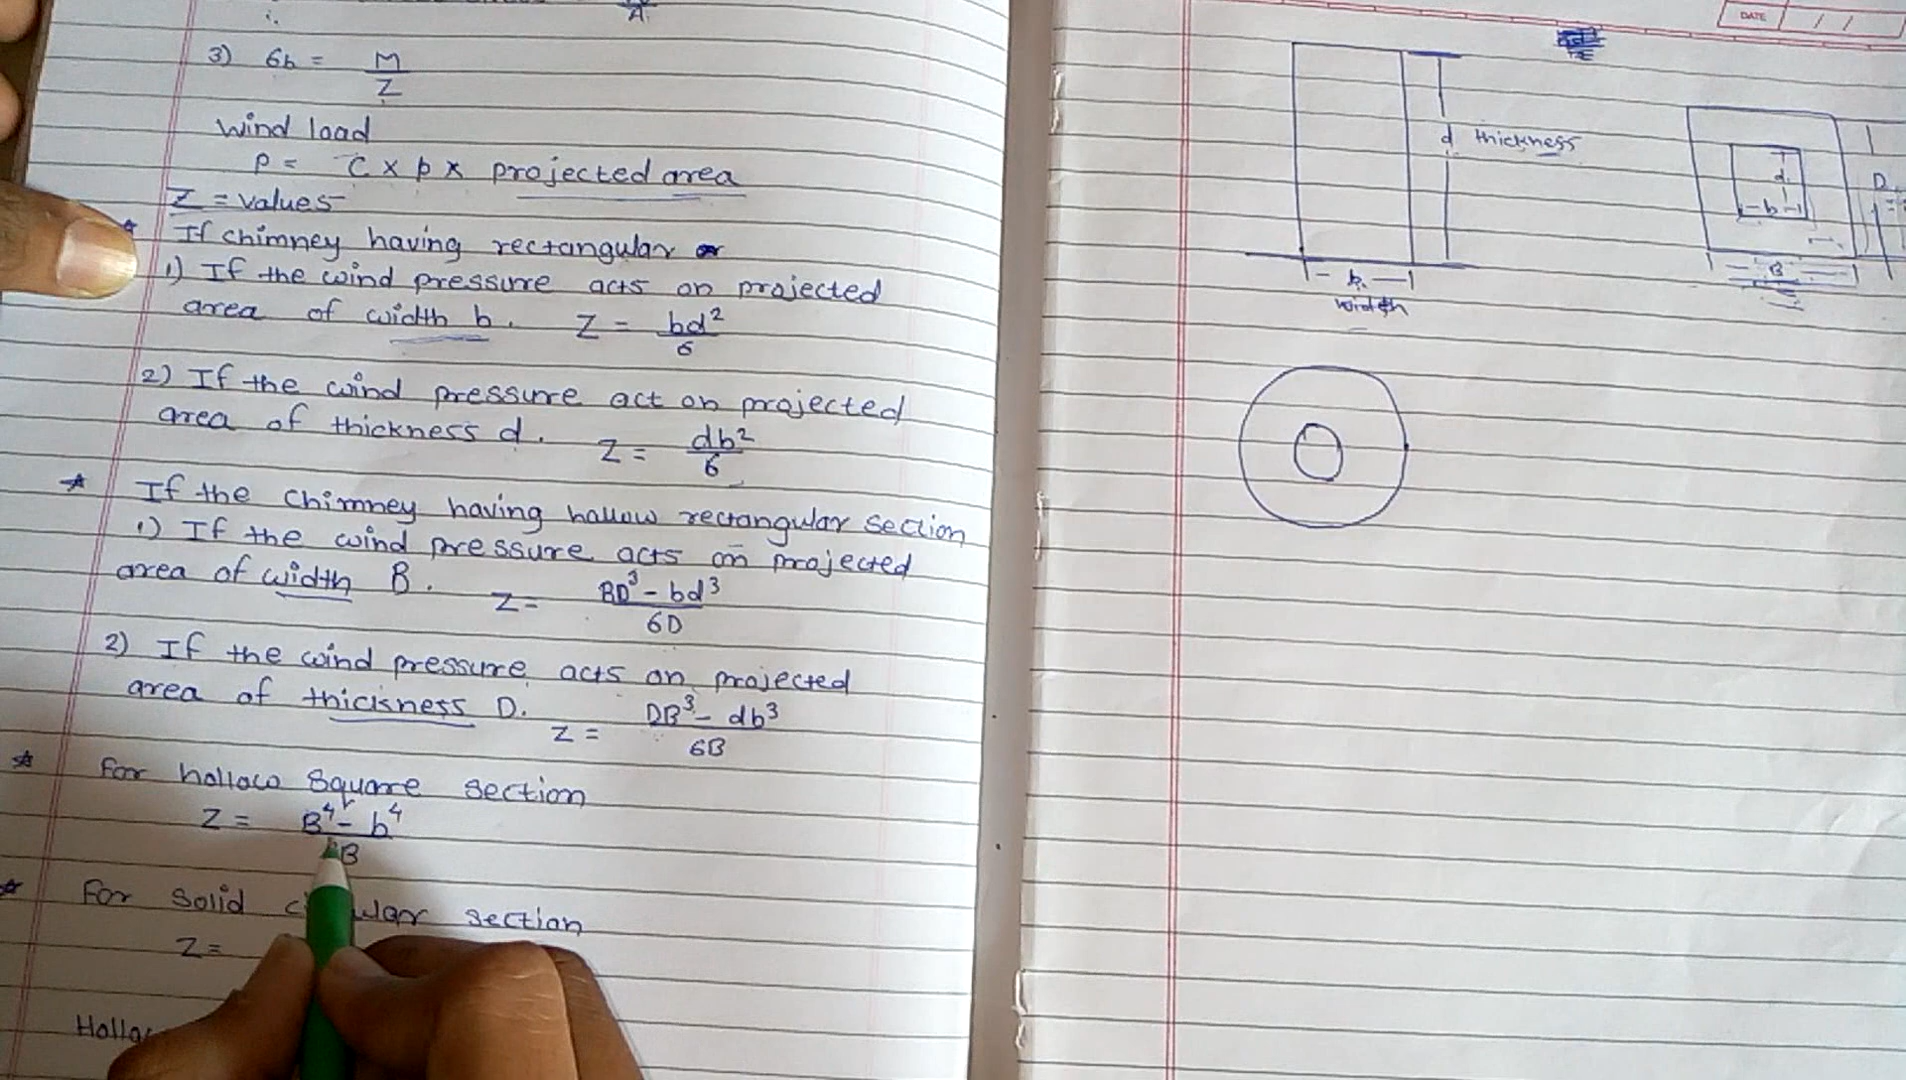 3) 6b = M
Z
Wind load
P = C x p x projected area
Z = values
If chimney having rectangular
1) If the wind pressure acts on projected
area of width b. Z = bd²
6
2) If the wind pressure act on projected
area of thickness d. Z = db²
6
If the chimney having hallow rectangular section
1) If the wind pressure acts on projected
area of width B. Z = BD³ - bd³
6D
2) If the wind pressure acts on projected
area of thickness D. Z = DB³ - db³
6B
For hollow square section
Z = B⁴ - b⁴
B
For solid section
Z =
DATE / /
d thickness
b
width
d
b
D
B